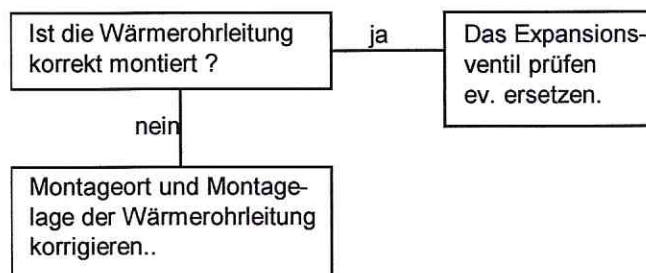 Ist die Wärmerohrleitung
korrekt montiert ?
ja
Das Expansions-
ventil prüfen
ev. ersetzen.
nein
Montageort und Montage-
lage der Wärmerohrleitung
korrigieren..